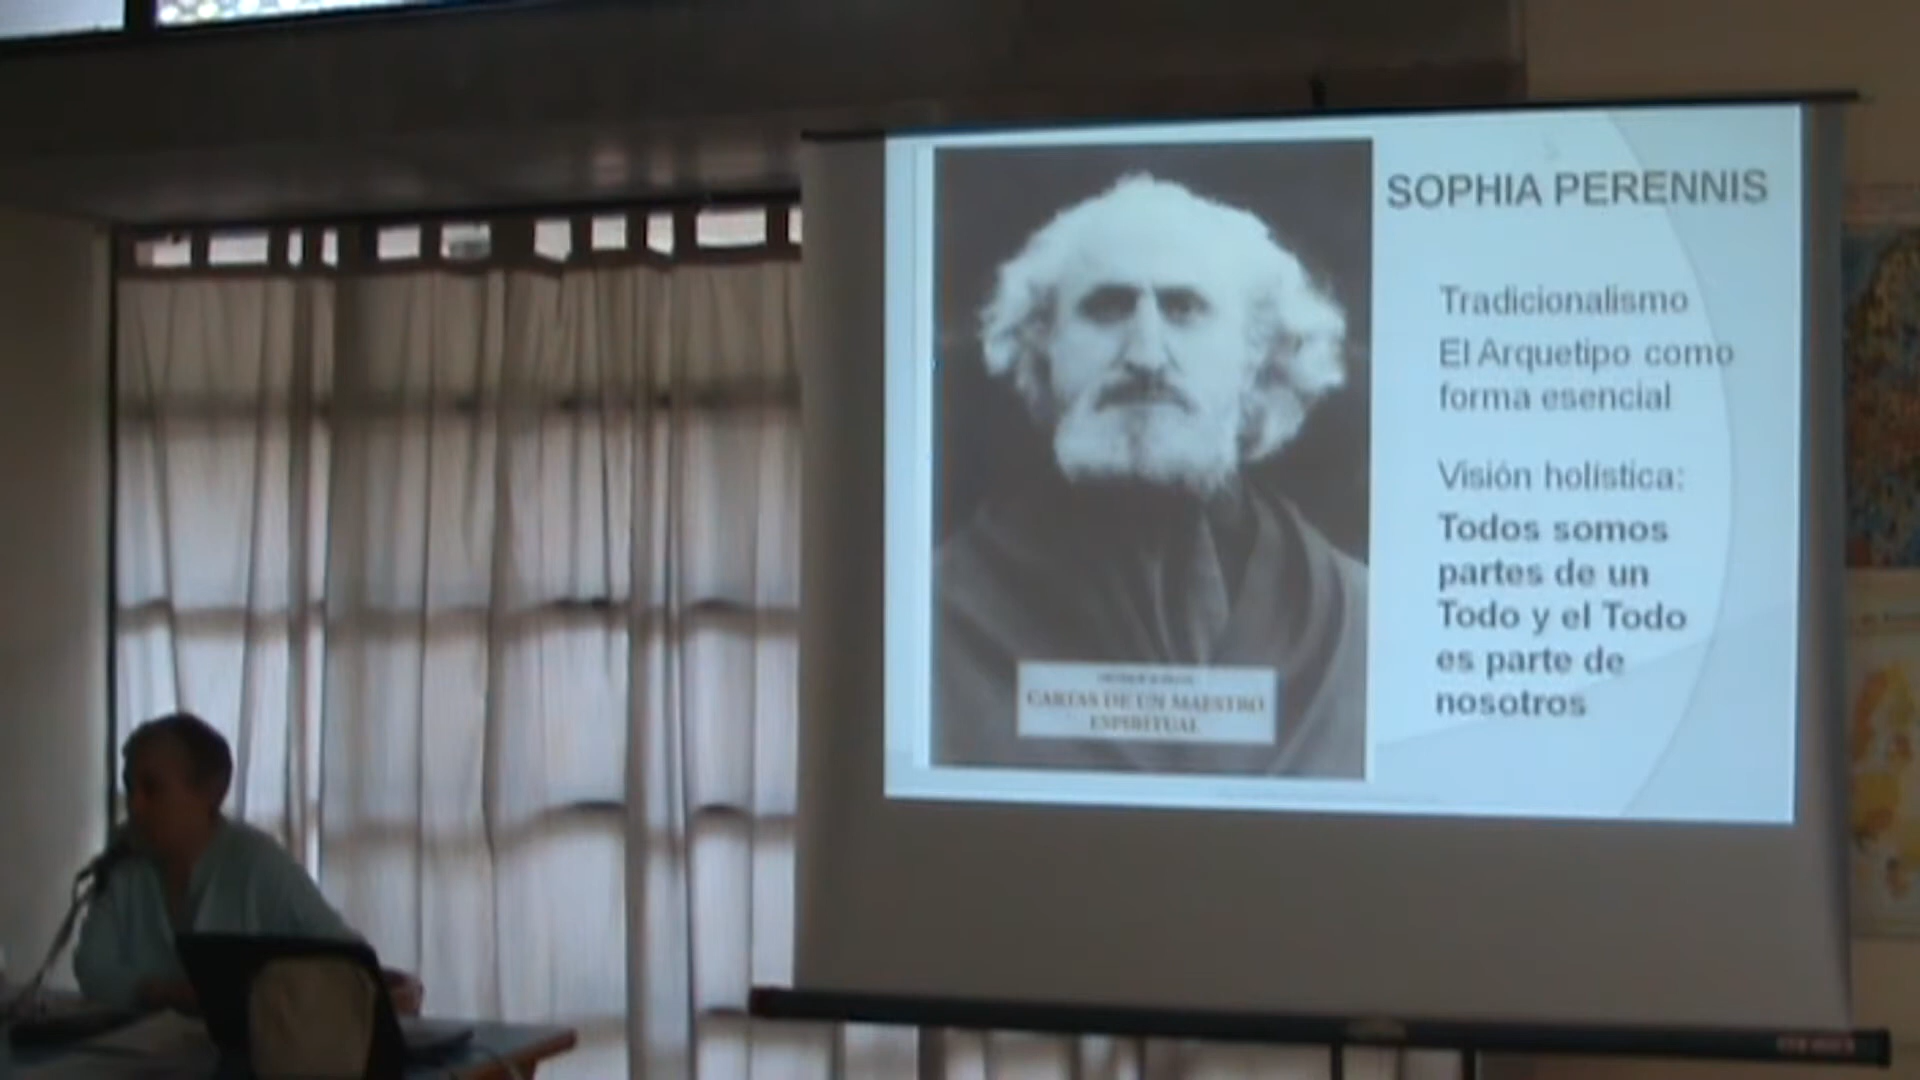 SOPHIA PERENNIS
Tradicionalismo
El Arquetipo como
forma esencial
Visión holística:
Todos somos
partes de un
Todo y el Todo
es parte de
nosotros
CARTAS DE UN MAESTRO
ESPIRITUAL